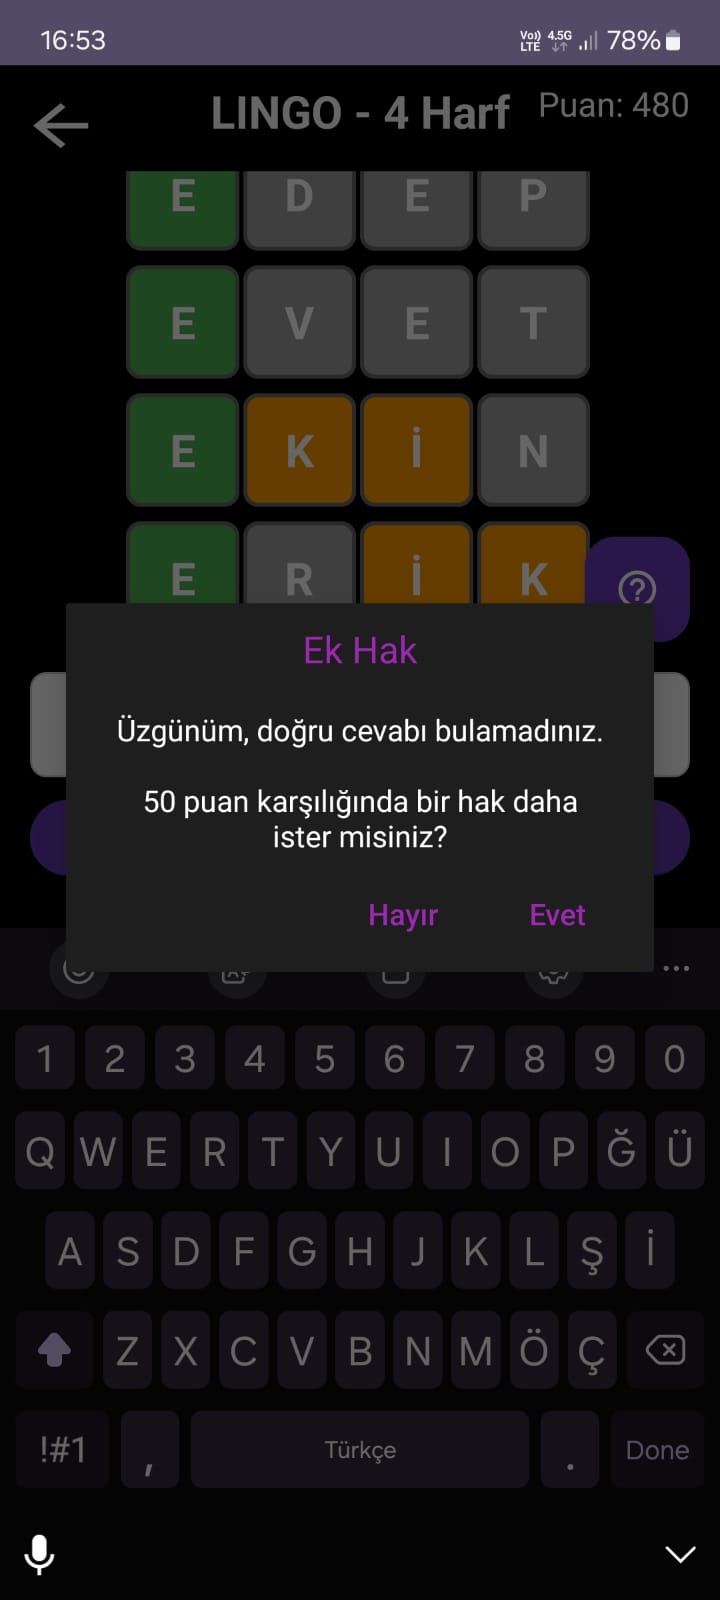 16:53 Vo)) LTE 4.5G 78%
LINGO - 4 Harf Puan: 480
E D E P
E V E T
E K İ N
E R İ K
?
Ek Hak
Üzgünüm, doğru cevabı bulamadınız.
50 puan karşılığında bir hak daha
ister misiniz?
Hayır Evet
1 2 3 4 5 6 7 8 9 0
Q W E R T Y U I O P Ğ Ü
A S D F G H J K L Ş İ
Z X C V B N M Ö Ç
!#1 , Türkçe . Done